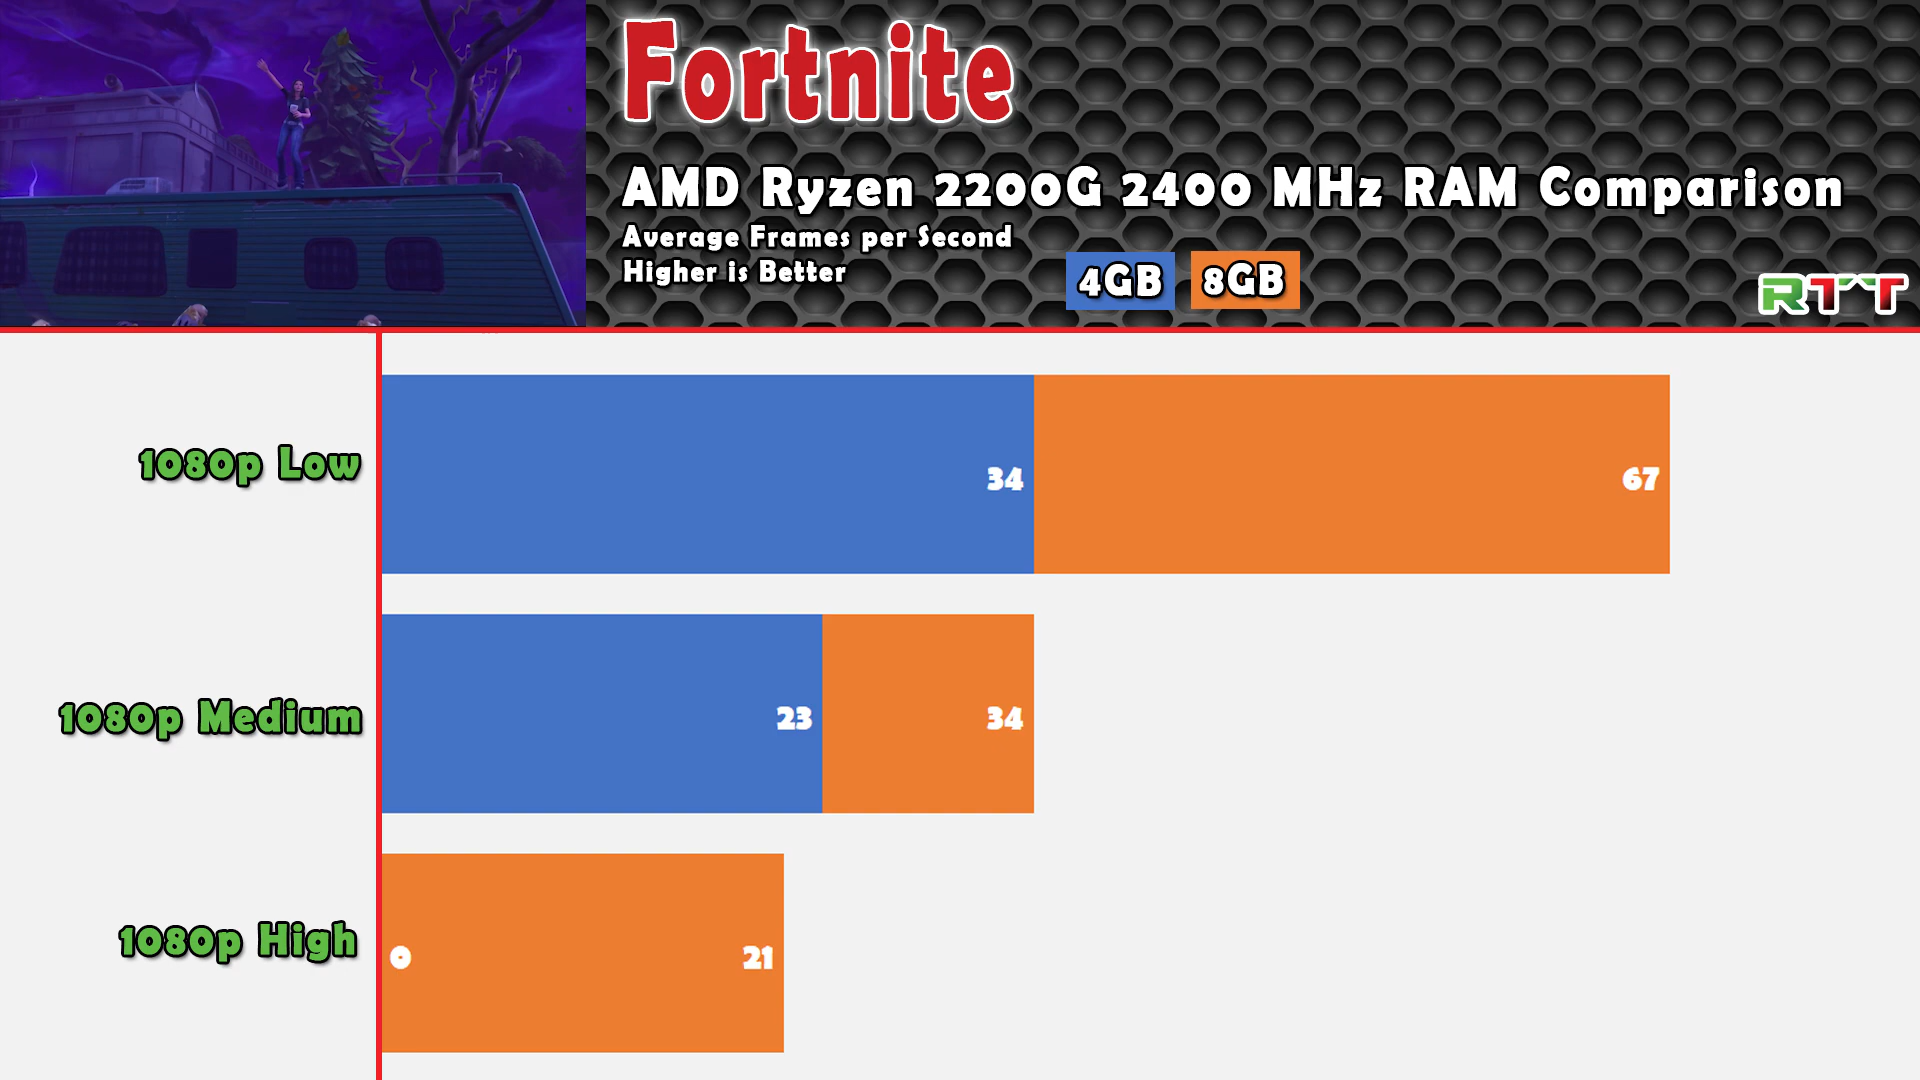 Fortnite
AMD Ryzen 2200G 2400 MHz RAM Comparison
Average Frames per Second
Higher is Better
4GB 8GB
RTT
1080p Low
34 67
1080p Medium
23 34
1080p High
0 21